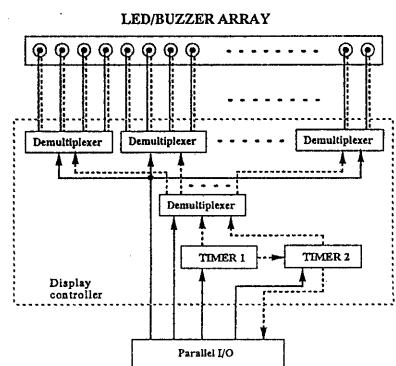 LED/BUZZER ARRAY
Demultiplexer Demultiplexer Demultiplexer
Demultiplexer
TIMER 1 TIMER 2
Display
controller
Parallel I/O